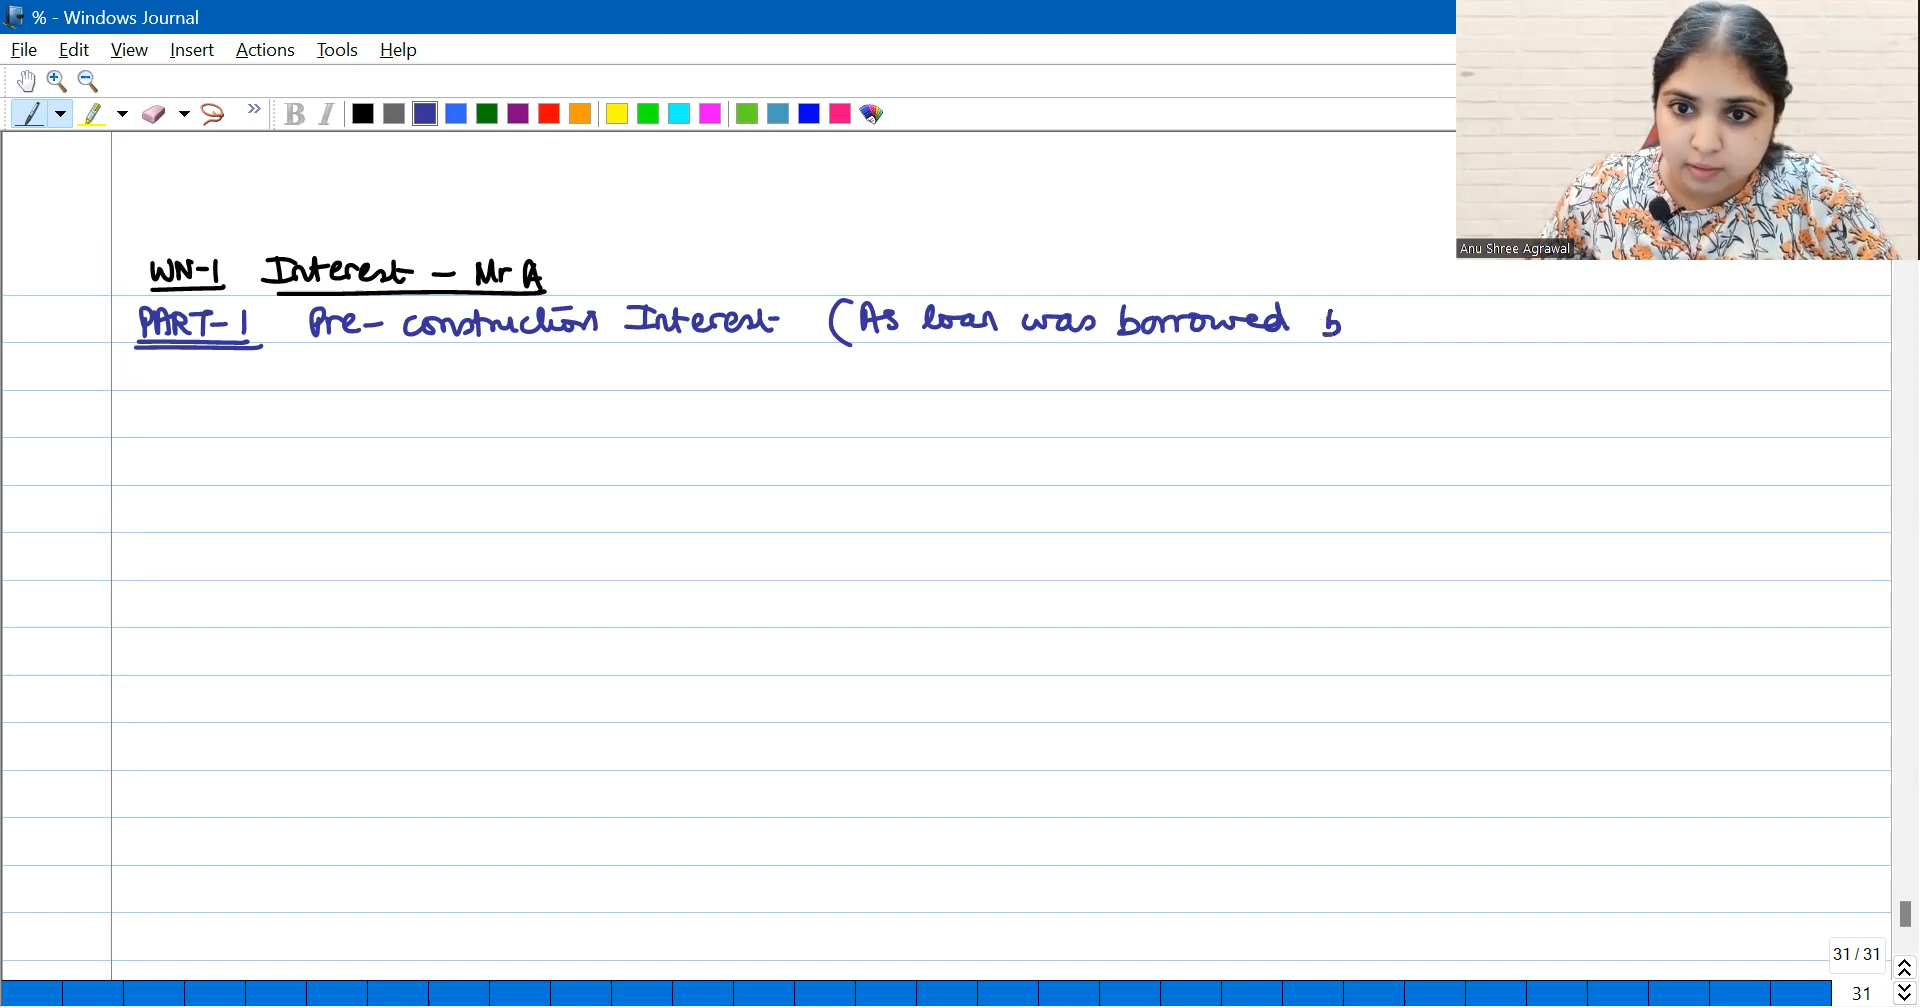 % - Windows Journal
File Edit View Insert Actions Tools Help
B I
Anu Shree Agrawal
WN-1 Interest - Mr A
PART-1 Pre-construction Interest (As loan was borrowed b
31 / 31
31